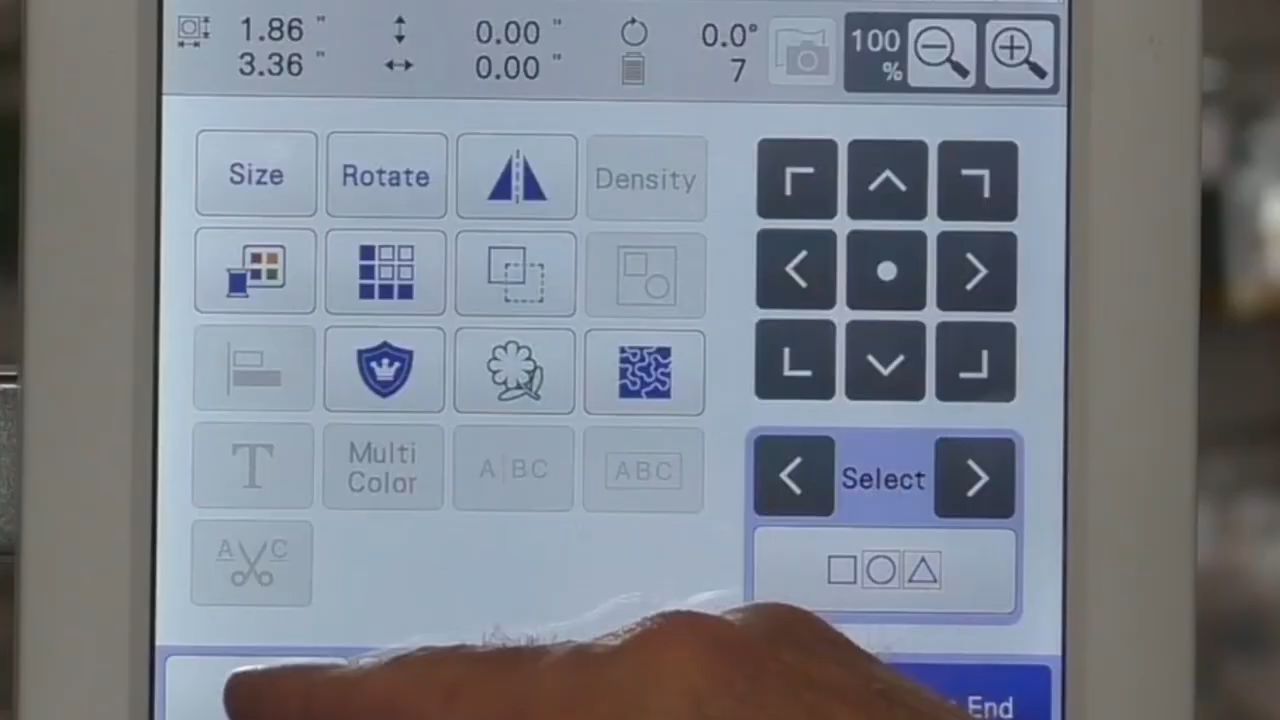 1.86 " 0.00 " 0.0°
3.36 " 0.00 " 7
100
%
Size Rotate Density
T Multi
Color A BC ABC
Select
A C
End